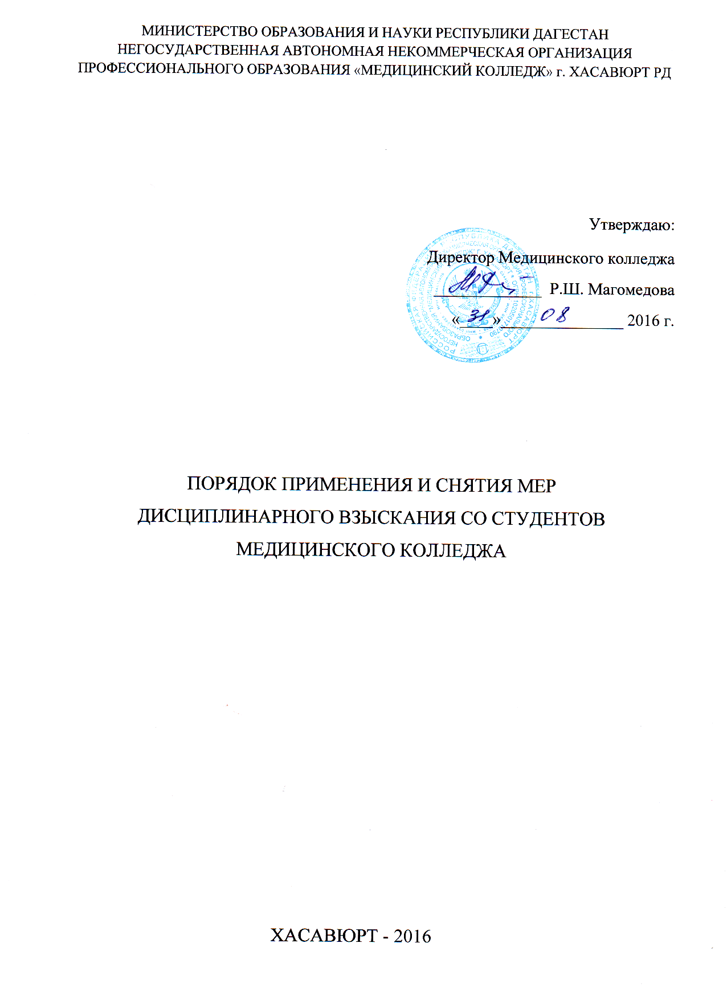 МИНИСТЕРСТВО ОБРАЗОВАНИЯ И НАУКИ РЕСПУБЛИКИ ДАГЕСТАН
НЕГОСУДАРСТВЕННАЯ АВТОНОМНАЯ НЕКОММЕРЧЕСКАЯ ОРГАНИЗАЦИЯ
ПРОФЕССИОНАЛЬНОГО ОБРАЗОВАНИЯ «МЕДИЦИНСКИЙ КОЛЛЕДЖ» г. ХАСАВЮРТ РД
Утверждаю:
Директор Медицинского колледжа
Р.Ш. Магомедова
«31» 08 2016 г.
ПОРЯДОК ПРИМЕНЕНИЯ И СНЯТИЯ МЕР
ДИСЦИПЛИНАРНОГО ВЗЫСКАНИЯ СО СТУДЕНТОВ
МЕДИЦИНСКОГО КОЛЛЕДЖА
ХАСАВЮРТ - 2016